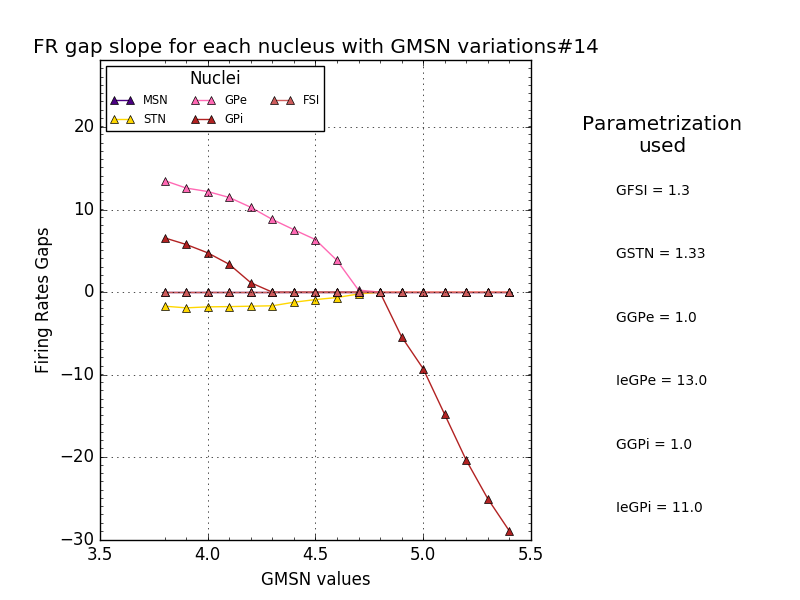 FR gap slope for each nucleus with GMSN variations#14
Nuclei
MSN GPe FSI
STN GPi
20
10
0
−10
−20
−30
3.5 4.0 4.5 5.0 5.5
Firing Rates Gaps
GMSN values
Parametrization
used
GFSI = 1.3
GSTN = 1.33
GGPe = 1.0
IeGPe = 13.0
GGPi = 1.0
IeGPi = 11.0